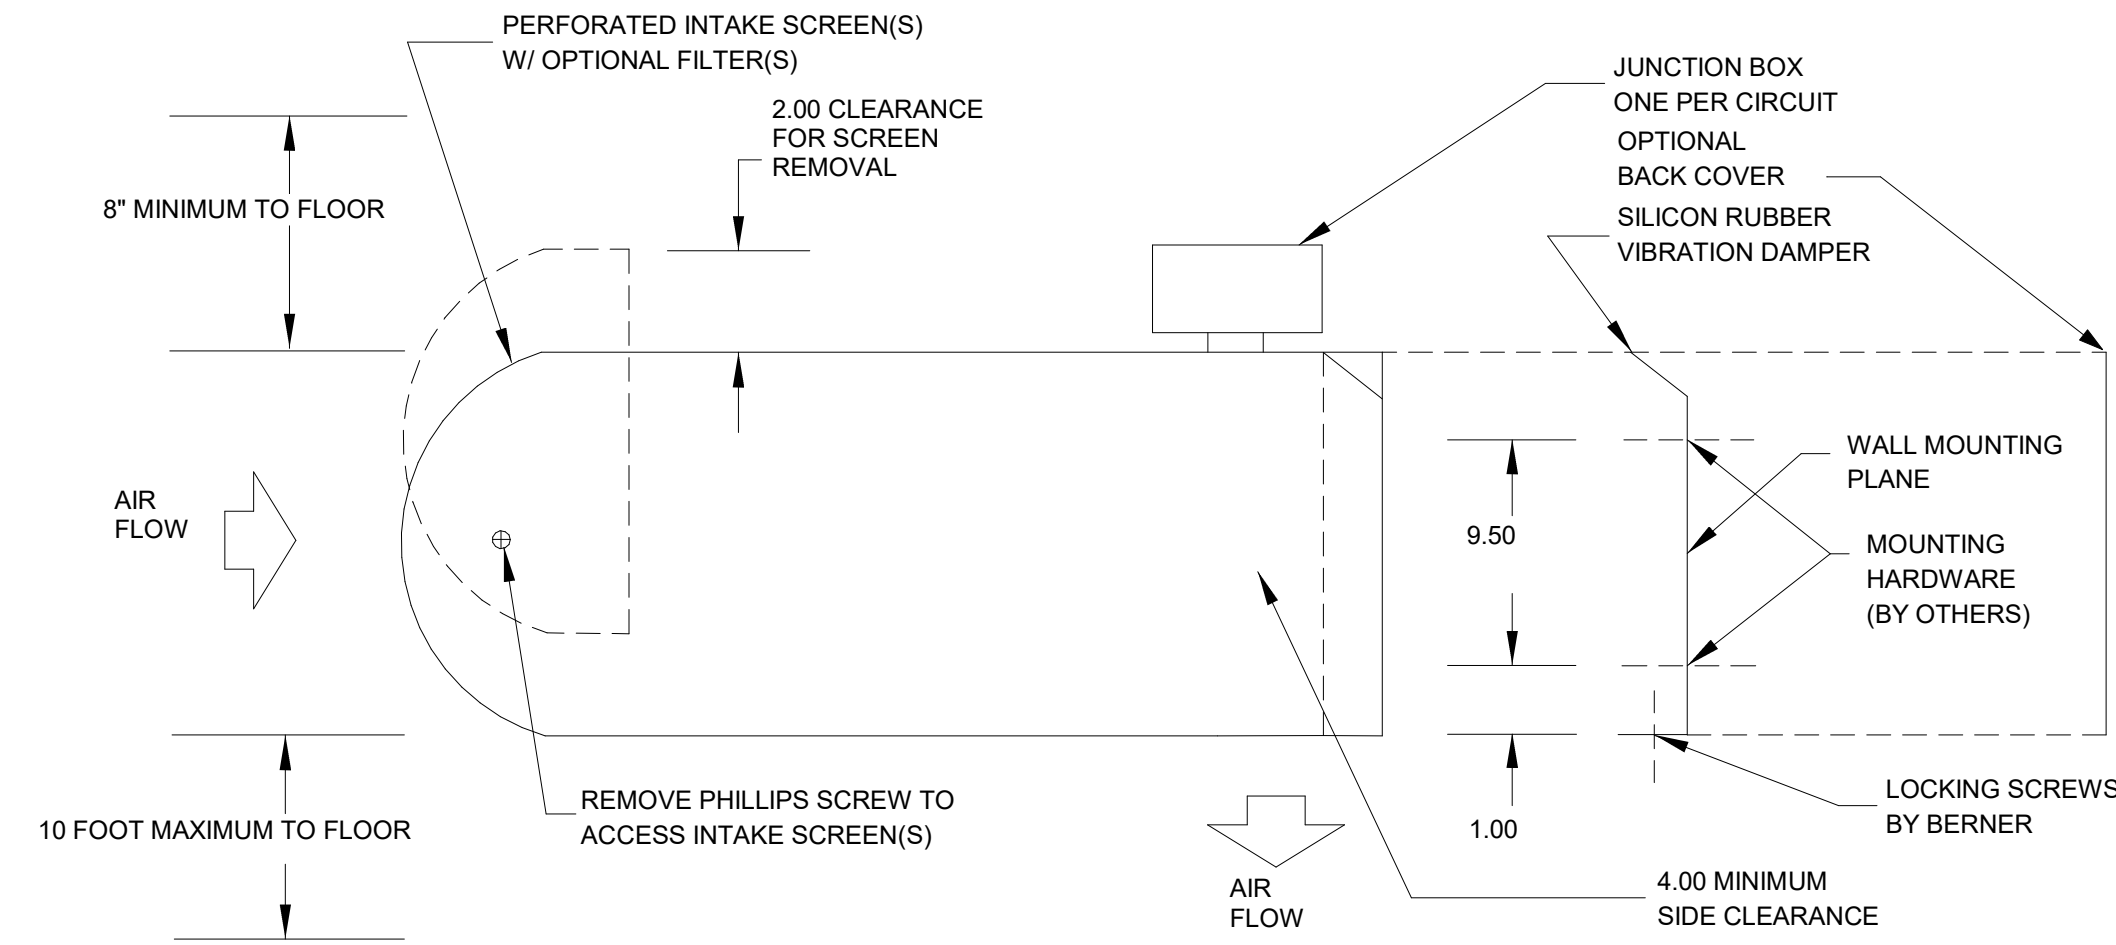 PERFORATED INTAKE SCREEN(S)
W/ OPTIONAL FILTER(S)
2.00 CLEARANCE
FOR SCREEN
REMOVAL
JUNCTION BOX
ONE PER CIRCUIT
OPTIONAL
BACK COVER
SILICON RUBBER
VIBRATION DAMPER
8" MINIMUM TO FLOOR
AIR
FLOW
9.50
WALL MOUNTING
PLANE
MOUNTING
HARDWARE
(BY OTHERS)
10 FOOT MAXIMUM TO FLOOR
REMOVE PHILLIPS SCREW TO
ACCESS INTAKE SCREEN(S)
1.00
LOCKING SCREWS
BY BERNER
AIR
FLOW
4.00 MINIMUM
SIDE CLEARANCE